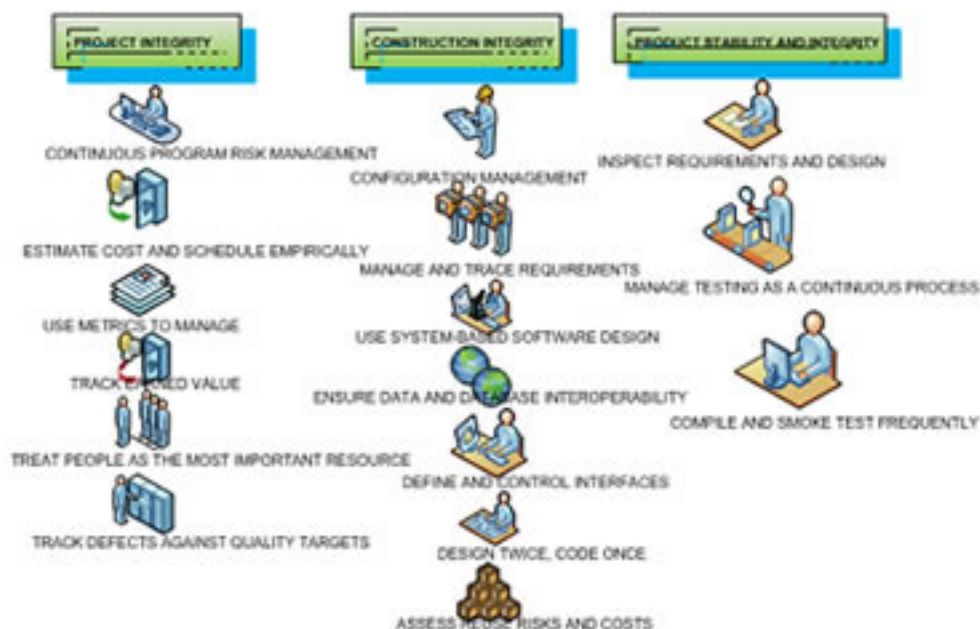 PROJECT INTEGRITY
CONTINUOUS PROGRAM RISK MANAGEMENT
ESTIMATE COST AND SCHEDULE EMPIRICALLY
USE METRICS TO MANAGE
TRACK EARNED VALUE
TREAT PEOPLE AS THE MOST IMPORTANT RESOURCE
TRACK DEFECTS AGAINST QUALITY TARGETS
CONSTRUCTION INTEGRITY
CONFIGURATION MANAGEMENT
MANAGE AND TRACE REQUIREMENTS
USE SYSTEM-BASED SOFTWARE DESIGN
ENSURE DATA AND DATABASE INTEROPERABILITY
DEFINE AND CONTROL INTERFACES
DESIGN TWICE, CODE ONCE
ASSESS REUSE RISKS AND COSTS
PRODUCT STABILITY AND INTEGRITY
INSPECT REQUIREMENTS AND DESIGN
MANAGE TESTING AS A CONTINUOUS PROCESS
COMPILE AND SMOKE TEST FREQUENTLY